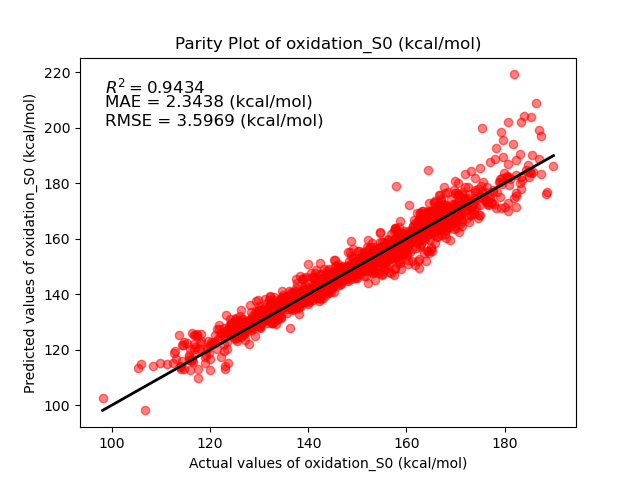 Parity Plot of oxidation_S0 (kcal/mol)
R² = 0.9434
MAE = 2.3438 (kcal/mol)
RMSE = 3.5969 (kcal/mol)
Predicted values of oxidation_S0 (kcal/mol)
220
200
180
160
140
120
100
100 120 140 160 180
Actual values of oxidation_S0 (kcal/mol)